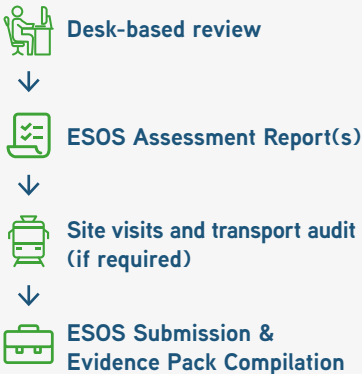 Desk-based review
ESOS Assessment Report(s)
Site visits and transport audit
(if required)
ESOS Submission &
Evidence Pack Compilation